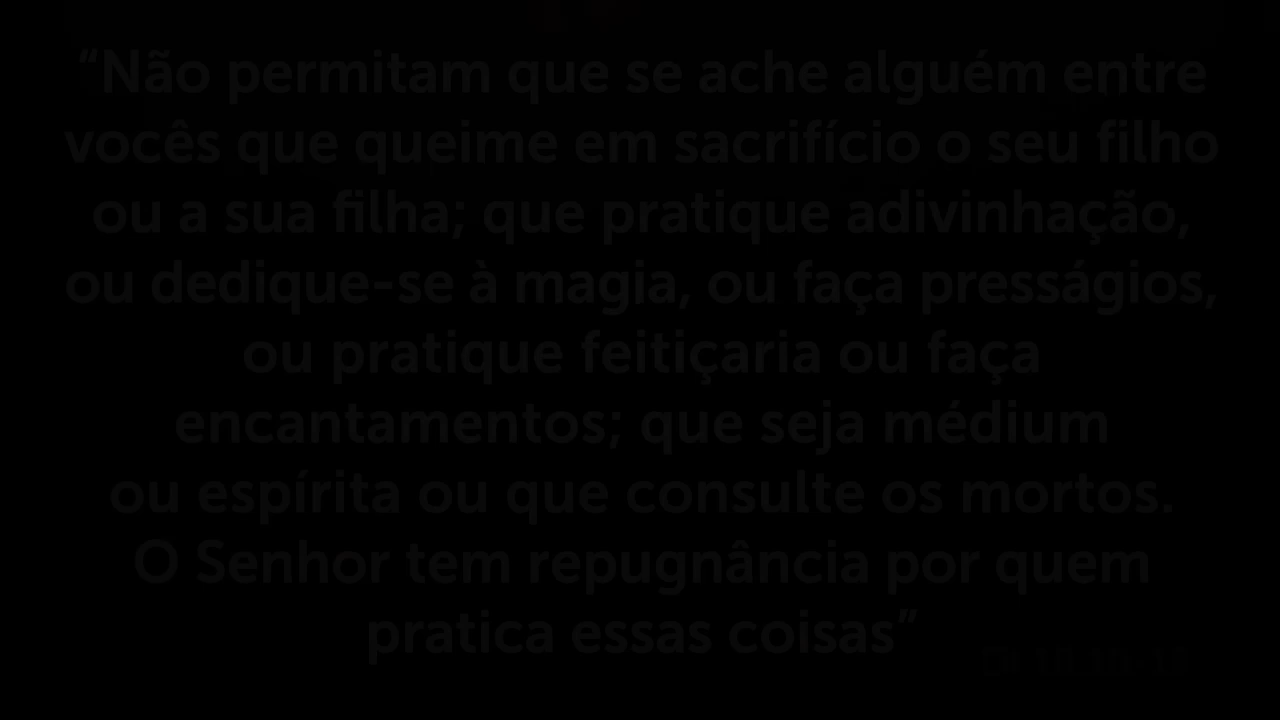 “Não permitam que se ache alguém entre
vocês que queime em sacrifício o seu filho
ou a sua filha; que pratique adivinhação,
ou dedique-se à magia, ou faça presságios,
ou pratique feitiçaria ou faça
encantamentos; que seja médium
ou espírita ou que consulte os mortos.
O Senhor tem repugnância por quem
pratica essas coisas”